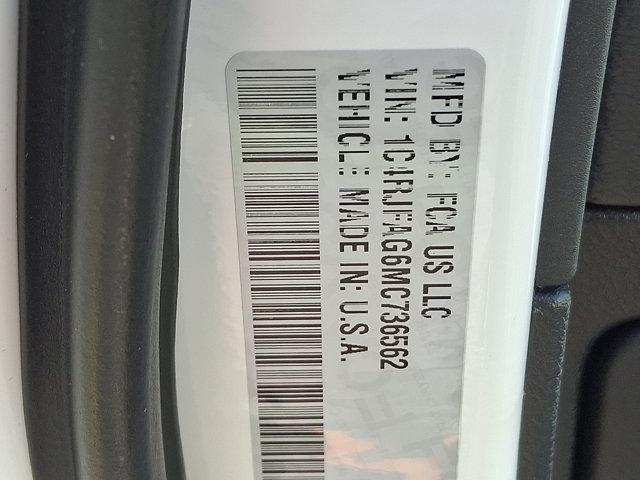 MFD BY: FCA US LLC
VIN: 1C4RJFAG6MC736562
VEHICLE MADE IN: U.S.A.